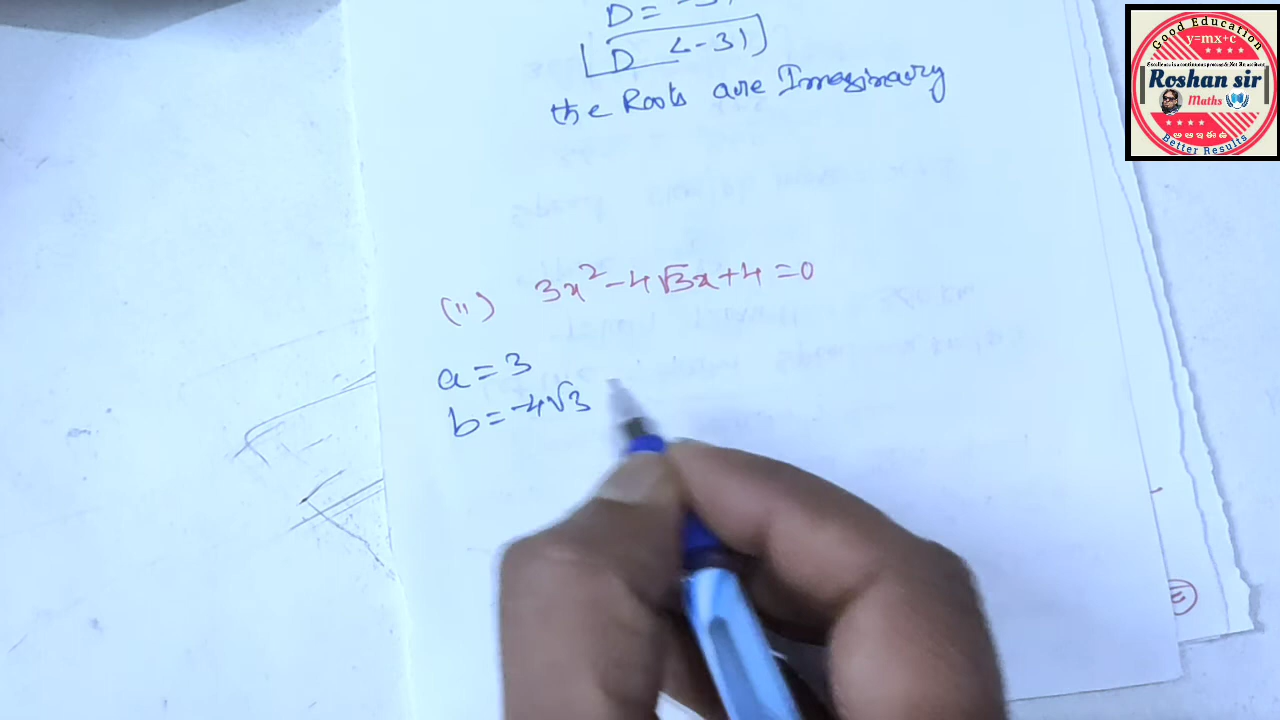 D = -31
D < -31
the Roots are Imaginary
(ii) 3x² - 4√3x + 4 = 0
a = 3
b = -4√3
Good Education
y=mx+c
Roshan sir
Maths
Better Results